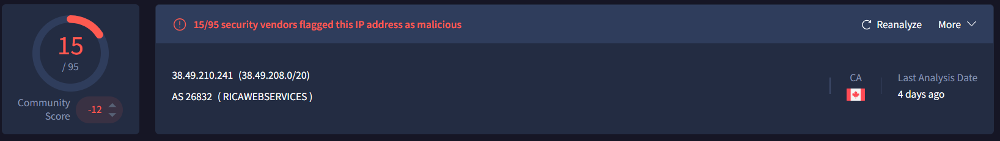 15
/ 95
Community
Score
-12
15/95 security vendors flagged this IP address as malicious
Reanalyze
More
38.49.210.241 (38.49.208.0/20)
AS 26832 ( RICAWEBSERVICES )
CA
Last Analysis Date
4 days ago